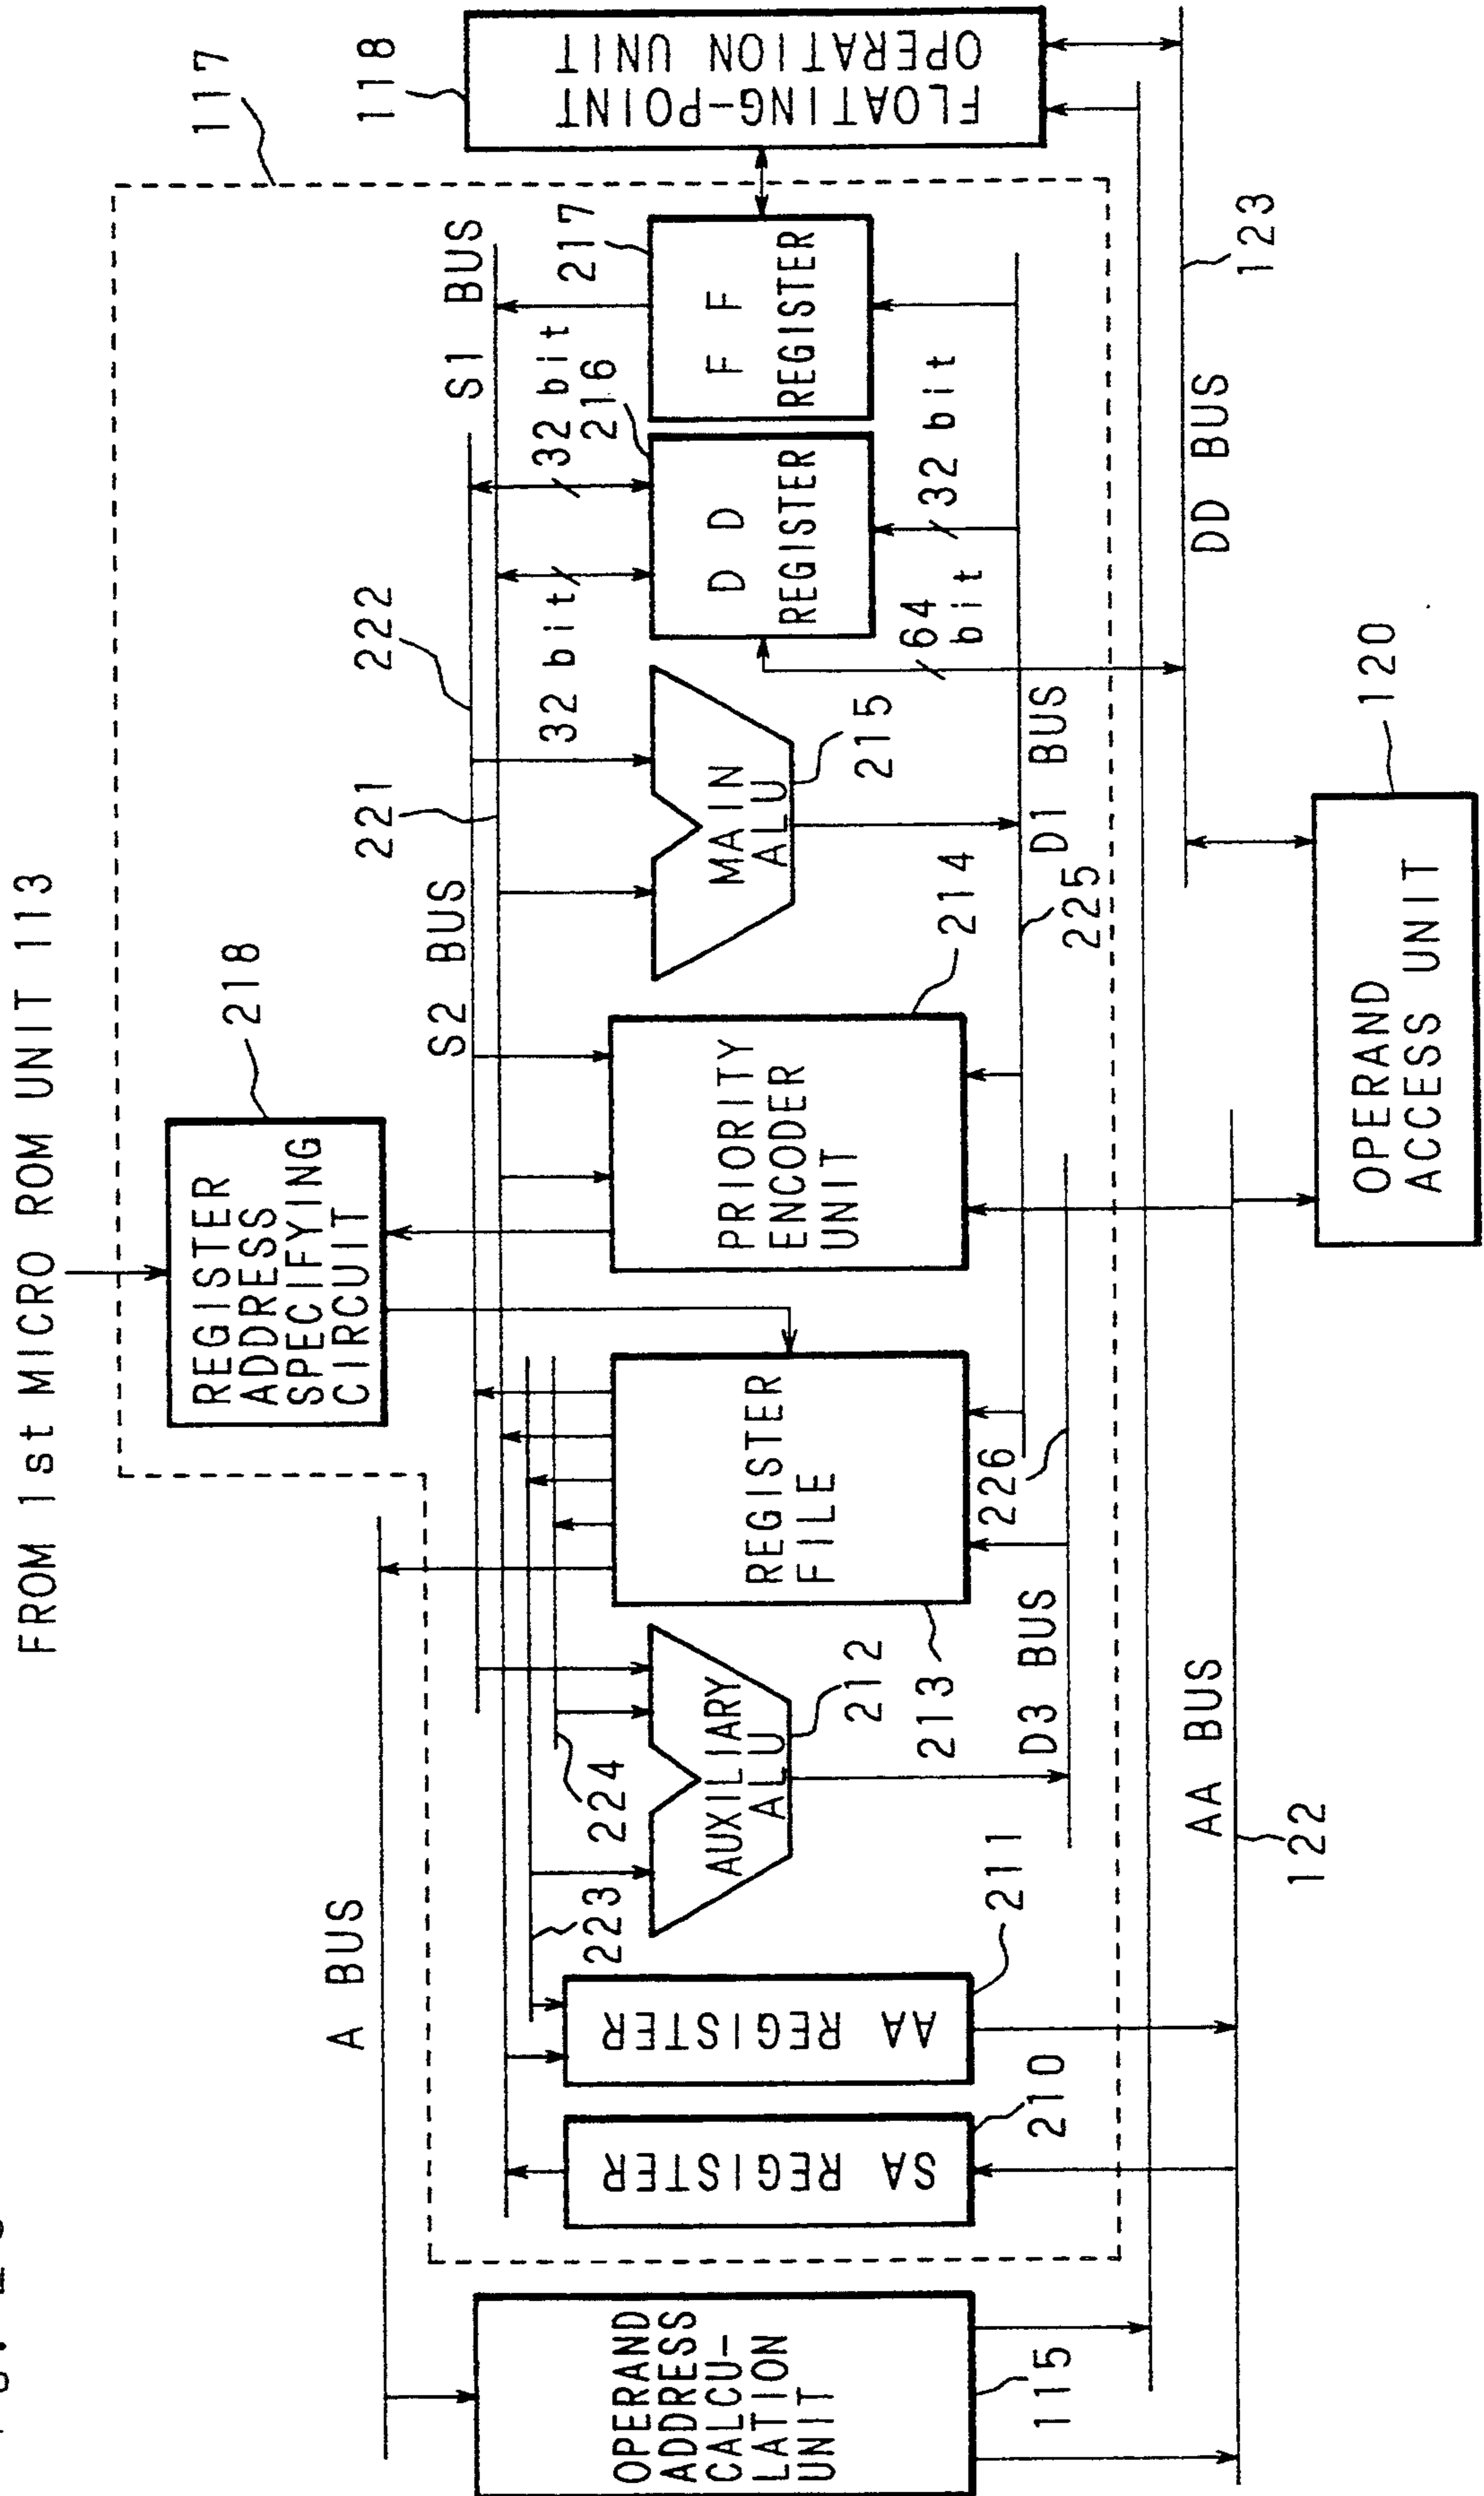 FROM 1st MICRO ROM UNIT 113
117
118
218
REGISTER
ADDRESS
SPECIFYING
CIRCUIT
A BUS
S2 BUS
S1 BUS
221
222
32 bit
32 bit
216
217
223
224
OPERAND
ADDRESS
CALCU-
LATION
UNIT
115
SA REGISTER
210
AA REGISTER
211
AUXILIARY
ALU
212
REGISTER
FILE
213
PRIORITY
ENCODER
UNIT
214
MAIN
ALU
215
D D
REGISTER
F F
REGISTER
FLOATING-POINT
OPERATION UNIT
64
bit
32 bit
D3 BUS
226
D1 BUS
225
AA BUS
122
DD BUS
123
OPERAND
ACCESS UNIT
120